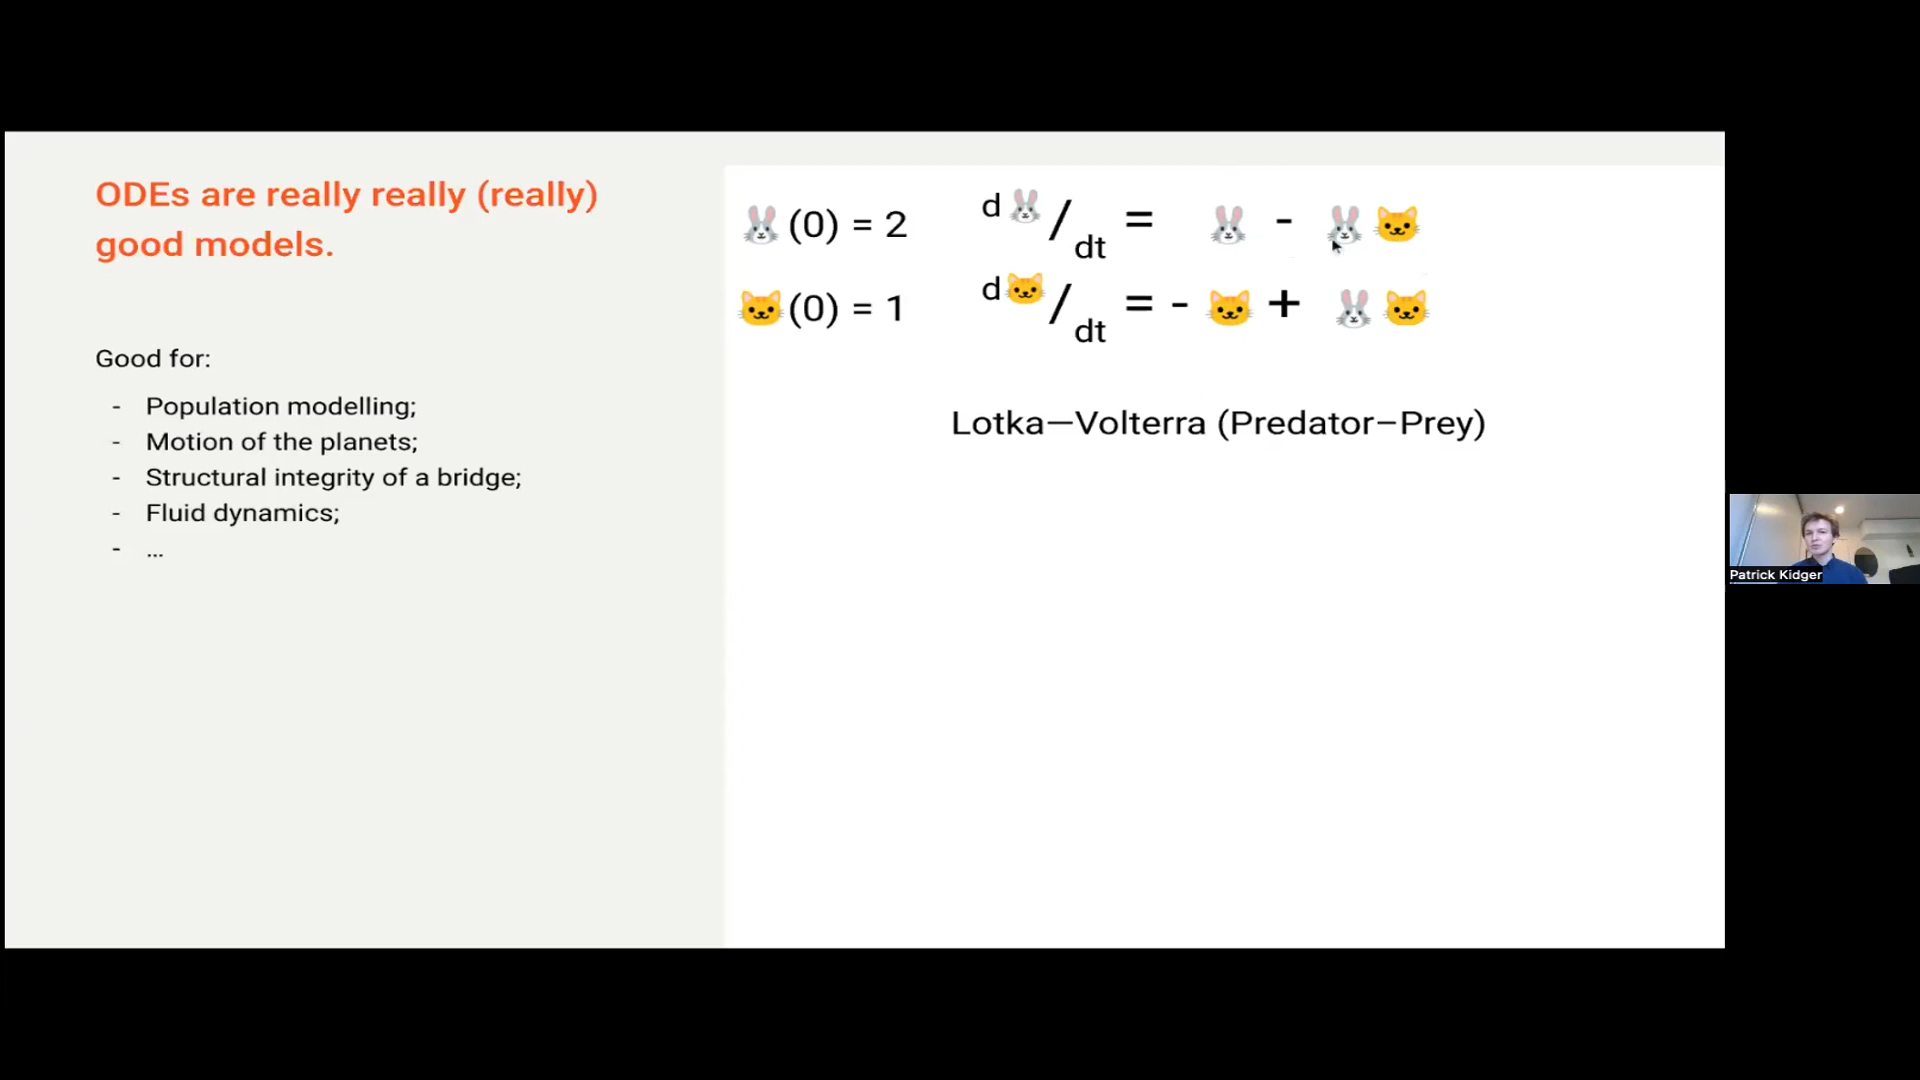 ODEs are really really (really)
good models.
Good for:
- Population modelling;
- Motion of the planets;
- Structural integrity of a bridge;
- Fluid dynamics;
- ...
🐰(0) = 2 d🐰/dt = 🐰 - 🐰🐱
🐱(0) = 1 d🐱/dt = - 🐱 + 🐰🐱
Lotka—Volterra (Predator–Prey)
Patrick Kidger